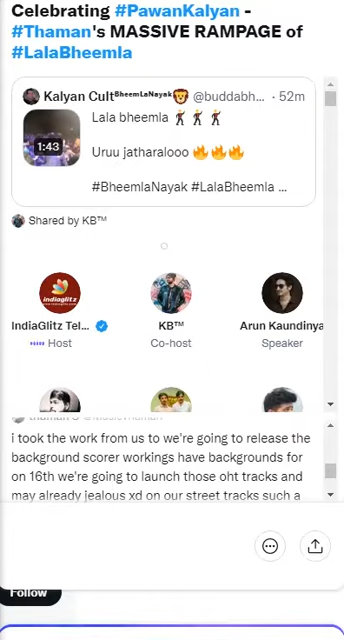 Celebrating #PawanKalyan -
#Thaman's MASSIVE RAMPAGE of
#LalaBheemla
Kalyan Cultᴮᴴᵉᵉᵐᴸᵃᴺᵃʸᵃᵏ🦁 @buddabh... · 52m
Lala bheemla 🕺🕺🕺
1:43
Uruu jatharalooo 🔥🔥🔥
#BheemlaNayak #LalaBheemla ...
Shared by KB™
IndiaGlitz Tel...
KB™
Arun Kaundinya
Host
Co-host
Speaker
i took the work from us to we're going to release the
background scorer workings have backgrounds for
on 16th we're going to launch those oht tracks and
may already jealous xd on our street tracks such a
Follow